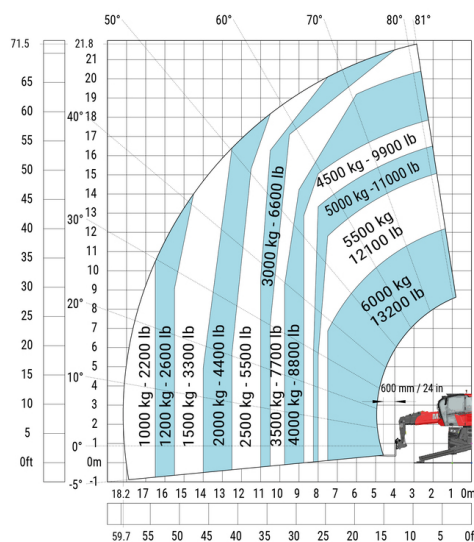 50° 60° 70° 80° 81°
71.5 21.8
21
65 20
19
60 40° 18
17
55 16
15
50 14
45 30° 13
12
40 11
35 10
9
30 20° 8
25 7
6
20 5
15 10° 4
10 3
2
5 0° 1
0ft 0m
-5° -1
1000 kg - 2200 lb
1200 kg - 2600 lb
1500 kg - 3300 lb
2000 kg - 4400 lb
2500 kg - 5500 lb
3000 kg - 6600 lb
3500 kg - 7700 lb
4000 kg - 8800 lb
4500 kg - 9900 lb
5000 kg -11000 lb
5500 kg
12100 lb
6000 kg
13200 lb
600 mm / 24 in
18.2 17 16 15 14 13 12 11 10 9 8 7 6 5 4 3 2 1 0m
59.7 55 50 45 40 35 30 25 20 15 10 5 0ft